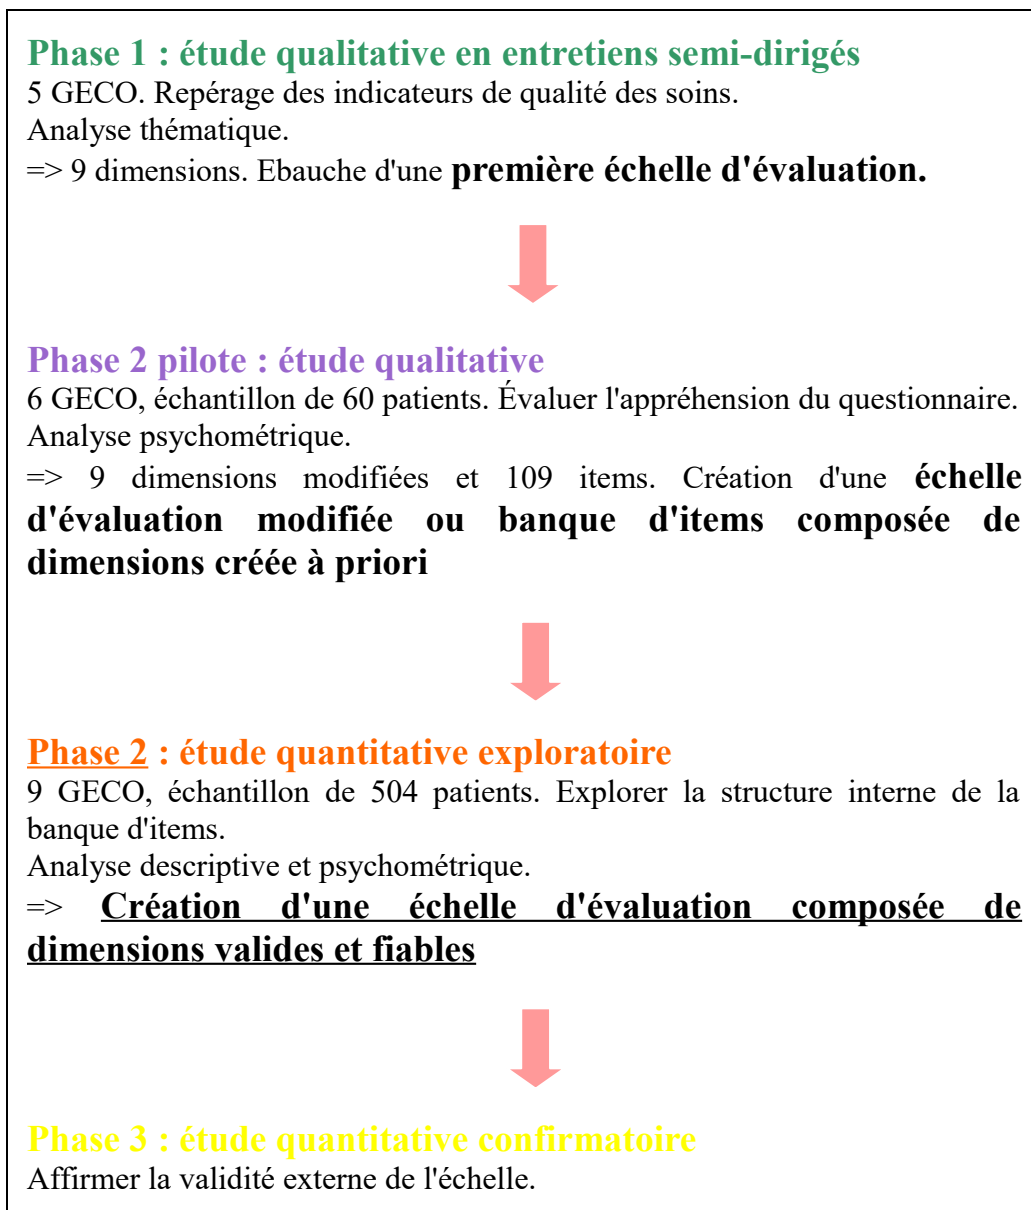 Phase 1 : étude qualitative en entretiens semi-dirigés
5 GECO. Repérage des indicateurs de qualité des soins.
Analyse thématique.
=> 9 dimensions. Ebauche d'une première échelle d'évaluation.
Phase 2 pilote : étude qualitative
6 GECO, échantillon de 60 patients. Évaluer l'appréhension du questionnaire.
Analyse psychométrique.
=> 9 dimensions modifiées et 109 items. Création d'une échelle
d'évaluation modifiée ou banque d'items composée de
dimensions créée à priori
Phase 2 : étude quantitative exploratoire
9 GECO, échantillon de 504 patients. Explorer la structure interne de la
banque d'items.
Analyse descriptive et psychométrique.
=> Création d'une échelle d'évaluation composée de
dimensions valides et fiables
Phase 3 : étude quantitative confirmatoire
Affirmer la validité externe de l'échelle.